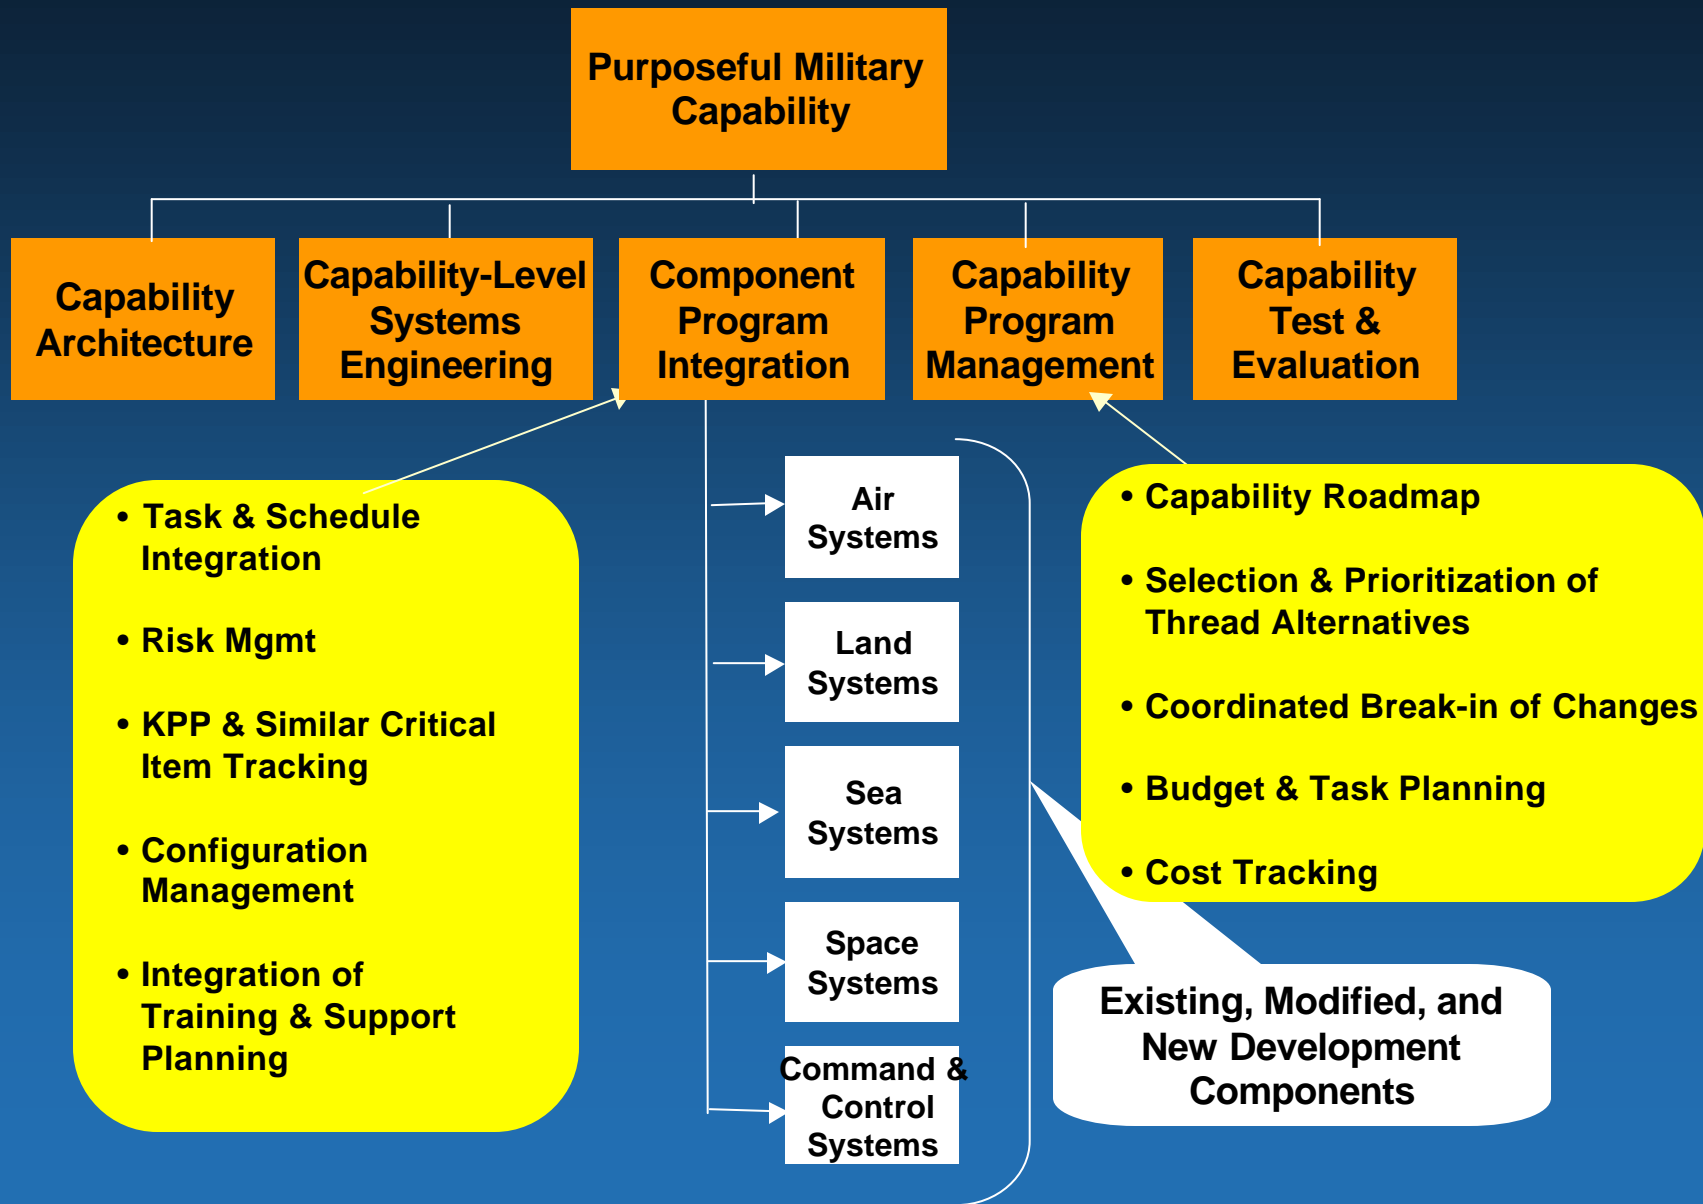 Purposeful Military
Capability
Capability
Architecture
Capability-Level
Systems
Engineering
Component
Program
Integration
Capability
Program
Management
Capability
Test &
Evaluation
• Task & Schedule
Integration
• Risk Mgmt
• KPP & Similar Critical
Item Tracking
• Configuration
Management
• Integration of
Training & Support
Planning
Air
Systems
Land
Systems
Sea
Systems
Space
Systems
Command &
Control
Systems
• Capability Roadmap
• Selection & Prioritization of
Thread Alternatives
• Coordinated Break-in of Changes
• Budget & Task Planning
• Cost Tracking
Existing, Modified, and
New Development
Components